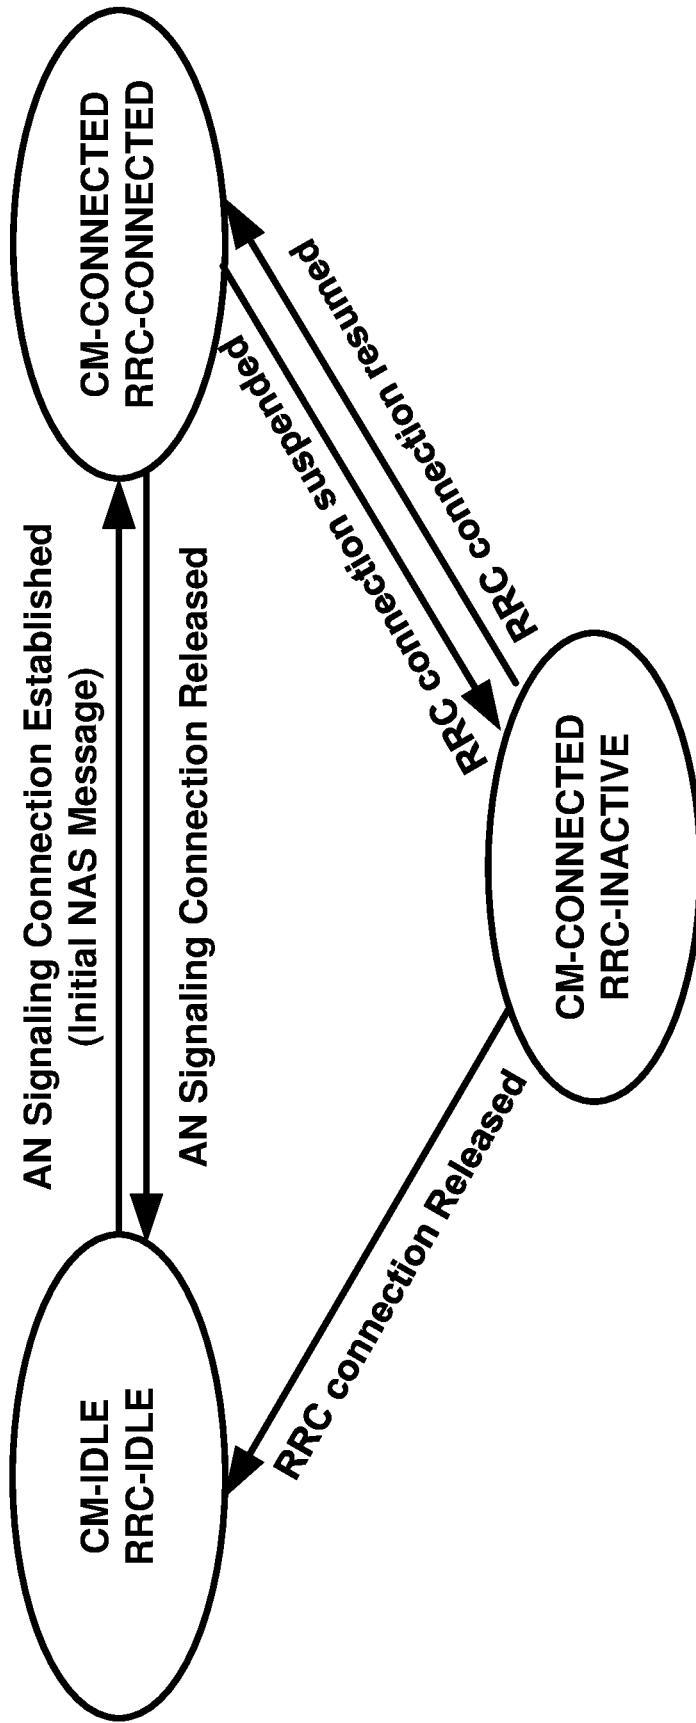 AN Signaling Connection Established
(Initial NAS Message)
CM-IDLE
RRC-IDLE
CM-CONNECTED
RRC-CONNECTED
AN Signaling Connection Released
RRC connection suspended
RRC connection resumed
RRC connection Released
CM-CONNECTED
RRC-INACTIVE